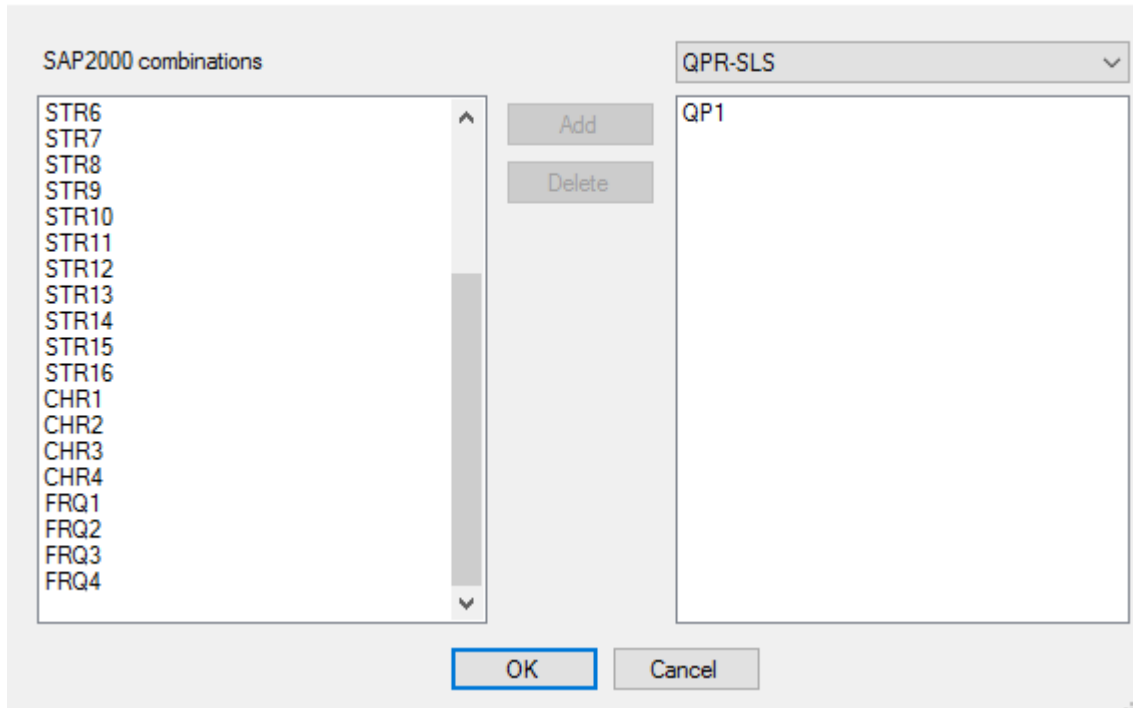 SAP2000 combinations
QPR-SLS
STR6
STR7
STR8
STR9
STR10
STR11
STR12
STR13
STR14
STR15
STR16
CHR1
CHR2
CHR3
CHR4
FRQ1
FRQ2
FRQ3
FRQ4
Add
Delete
QP1
OK
Cancel